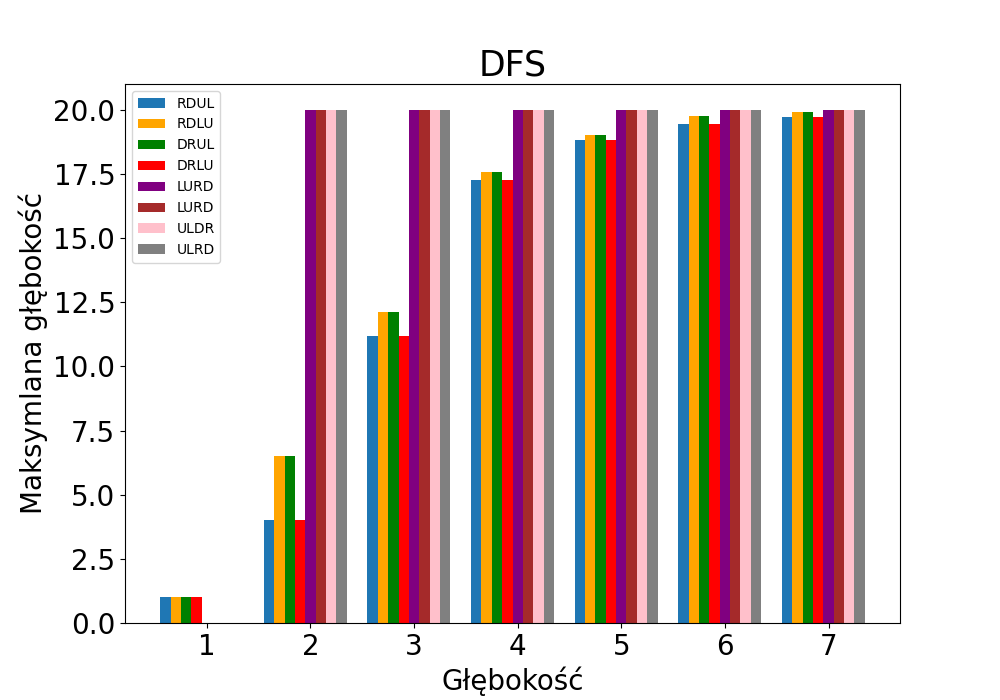 DFS
Maksymlana głębokość
20.0
17.5
15.0
12.5
10.0
7.5
5.0
2.5
0.0
RDUL
RDLU
DRUL
DRLU
LURD
LURD
ULDR
ULRD
1 2 3 4 5 6 7
Głębokość